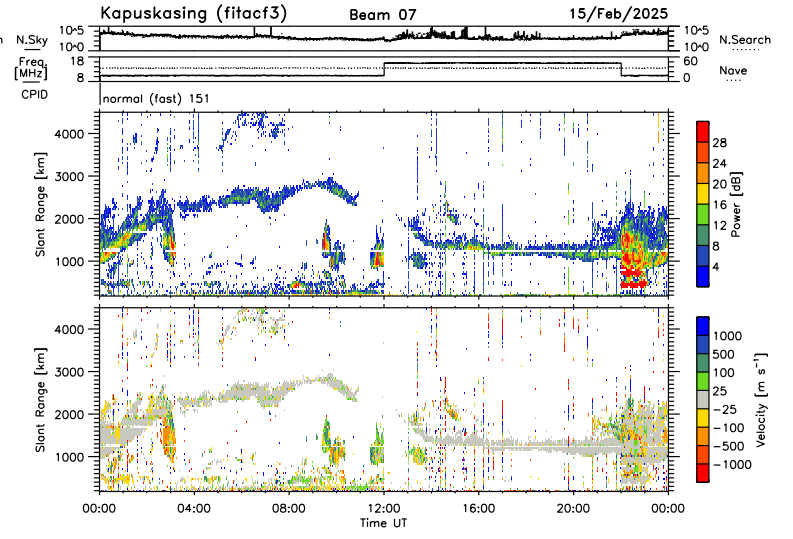 Kapuskasing (fitacf3) Beam 07 15/Feb/2025
n N.Sky 10^5 10^5 N.Search
10^0 10^0
Freq. [MHz] 18 60 Nave
8 0
CPID normal (fast) 151
Slant Range [km]
4000
3000
2000
1000
28
24
20
16
12
8
4
Power [dB]
Slant Range [km]
4000
3000
2000
1000
1000
500
100
25
-25
-100
-500
-1000
Velocity [m s⁻¹]
00:00 04:00 08:00 12:00 16:00 20:00 00:00
Time UT